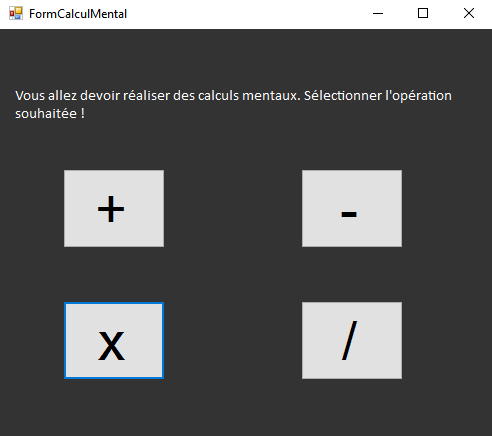 FormCalculMental
Vous allez devoir réaliser des calculs mentaux. Sélectionner l'opération
souhaitée !
+ -
x /